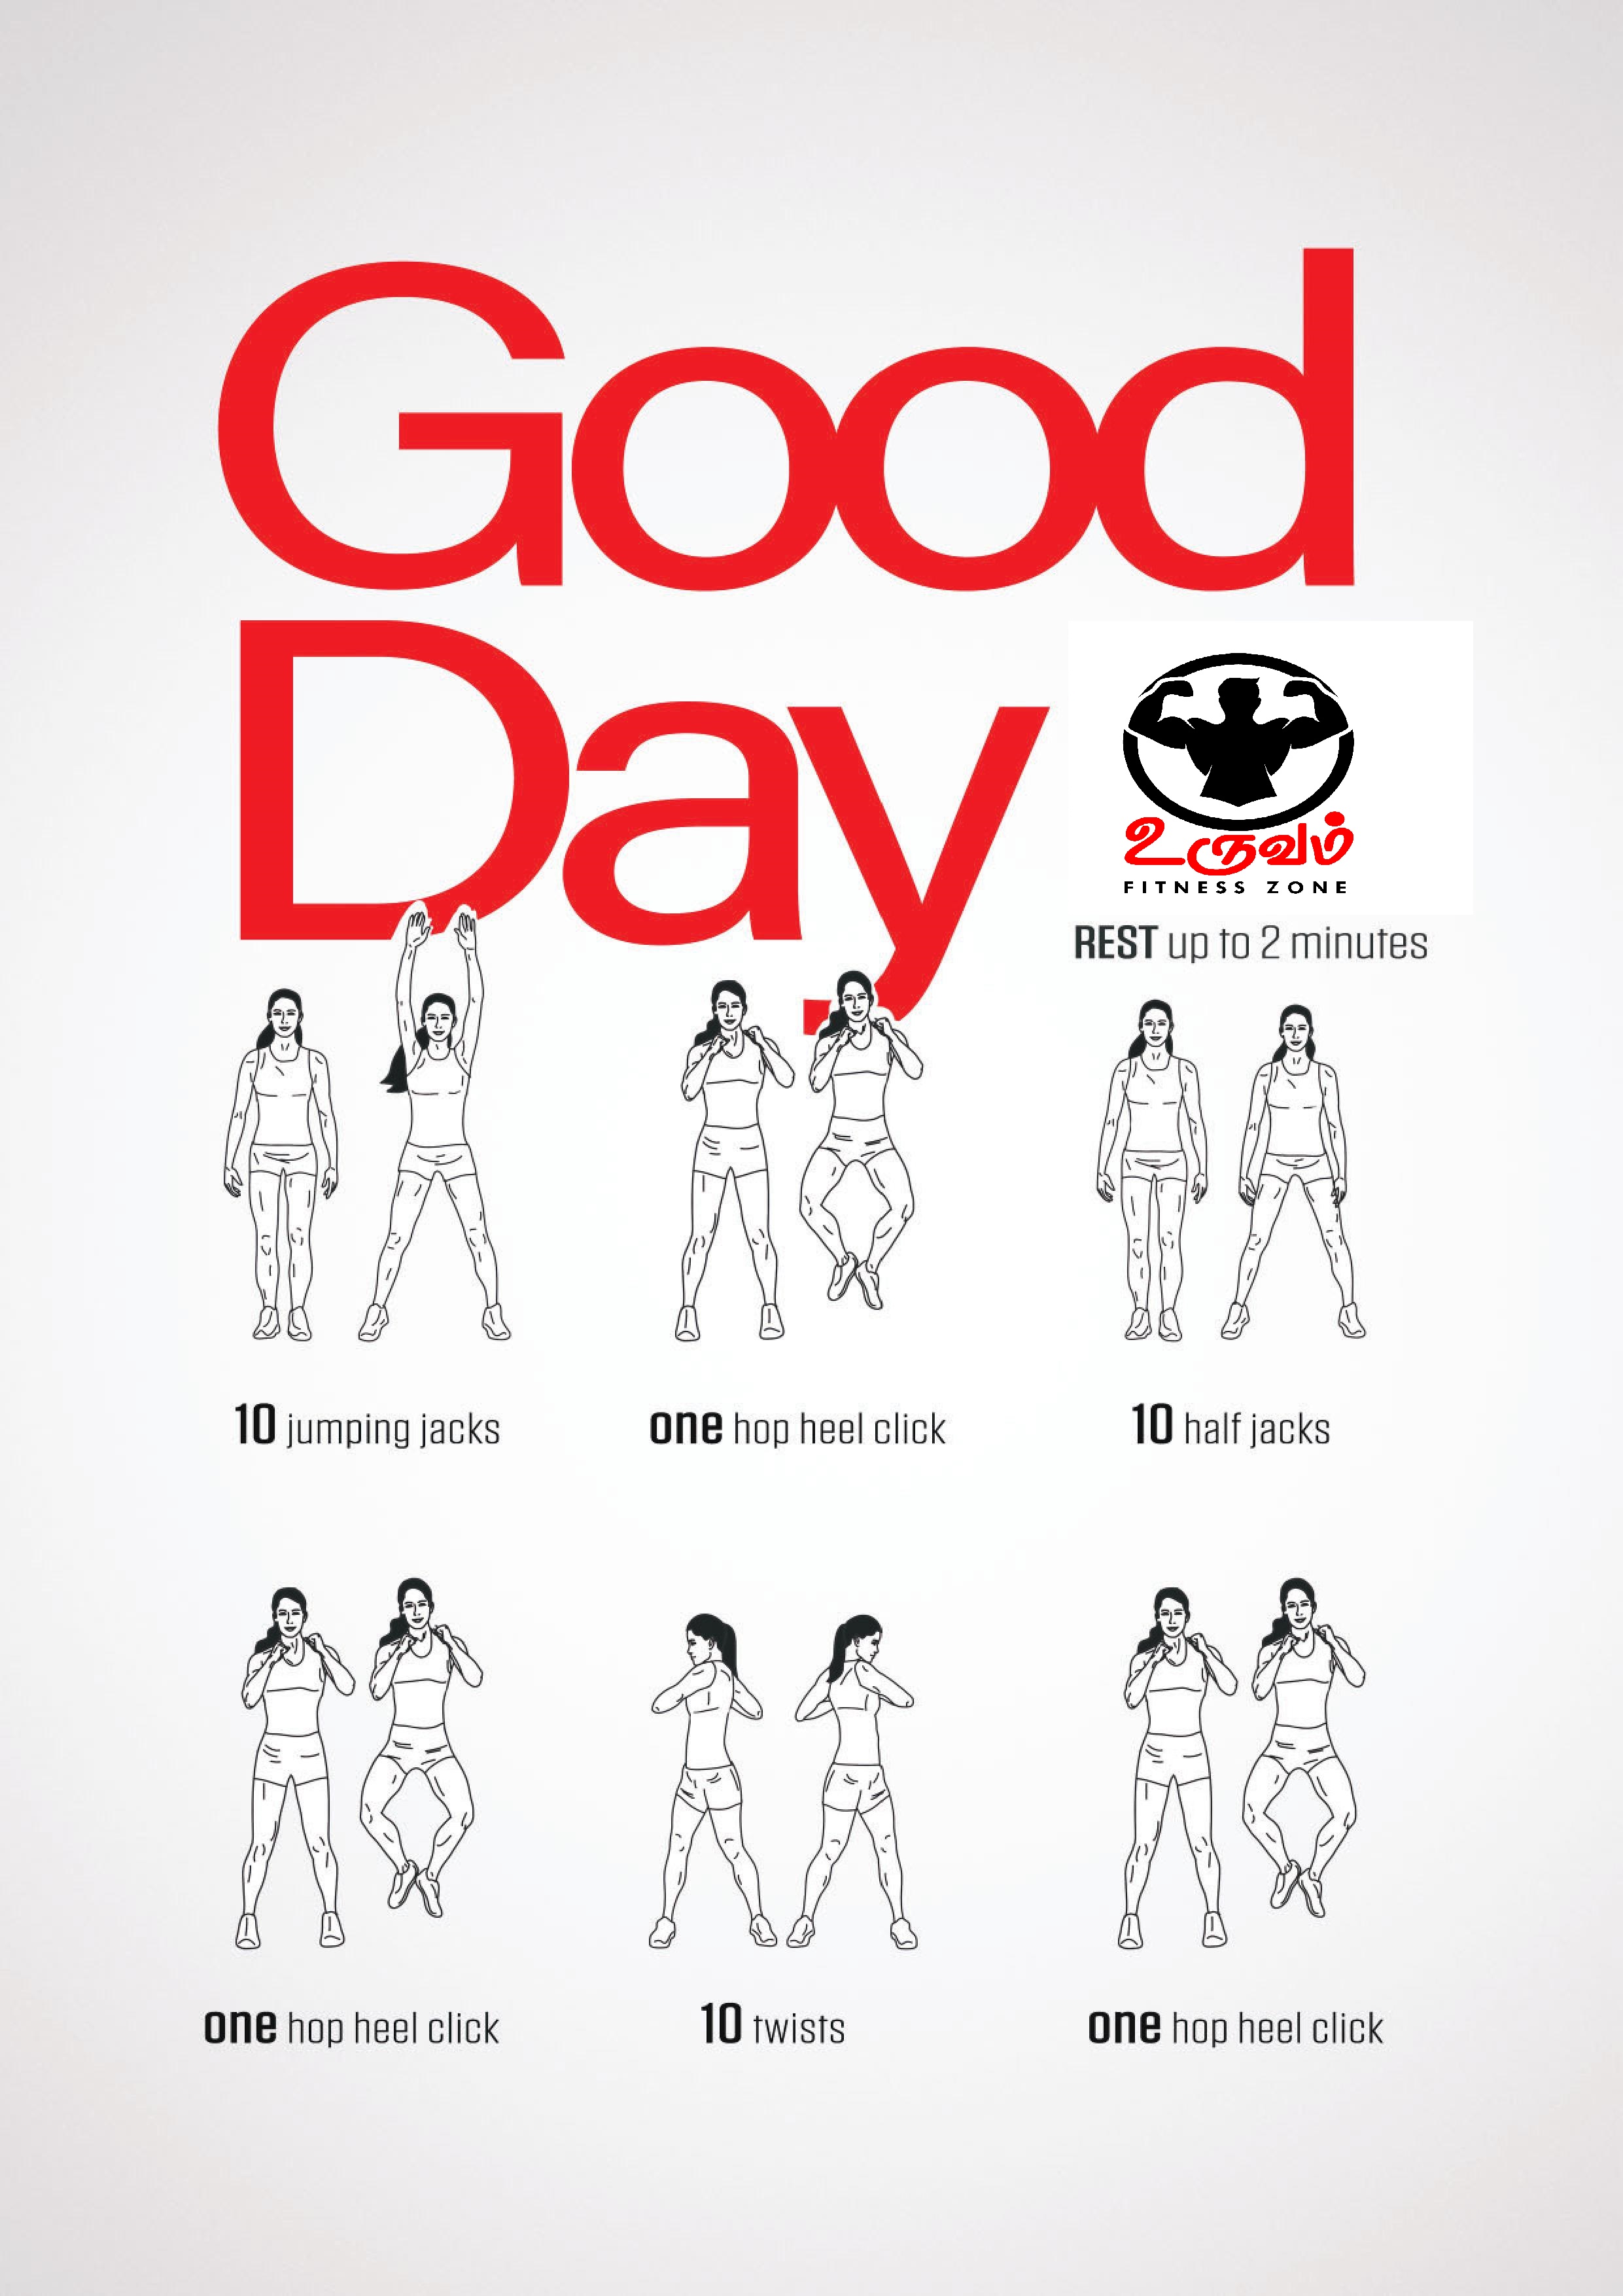 Good
Day
உருவம்
FITNESS ZONE
REST up to 2 minutes
10 jumping jacks
one hop heel click
10 half jacks
one hop heel click
10 twists
one hop heel click